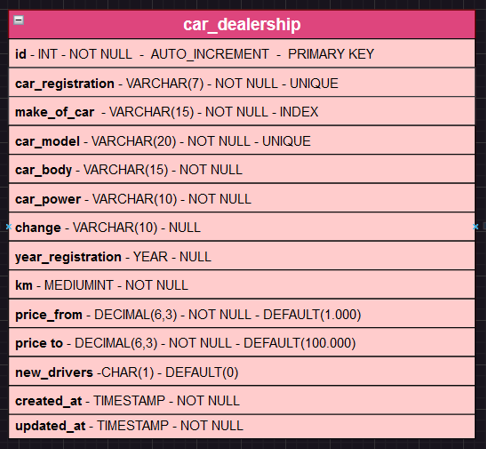 car_dealership
id - INT - NOT NULL - AUTO_INCREMENT - PRIMARY KEY
car_registration - VARCHAR(7) - NOT NULL - UNIQUE
make_of_car - VARCHAR(15) - NOT NULL - INDEX
car_model - VARCHAR(20) - NOT NULL - UNIQUE
car_body - VARCHAR(15) - NOT NULL
car_power - VARCHAR(10) - NOT NULL
change - VARCHAR(10) - NULL
year_registration - YEAR - NULL
km - MEDIUMINT - NOT NULL
price_from - DECIMAL(6,3) - NOT NULL - DEFAULT(1.000)
price to - DECIMAL(6,3) - NOT NULL - DEFAULT(100.000)
new_drivers -CHAR(1) - DEFAULT(0)
created_at - TIMESTAMP - NOT NULL
updated_at - TIMESTAMP - NOT NULL